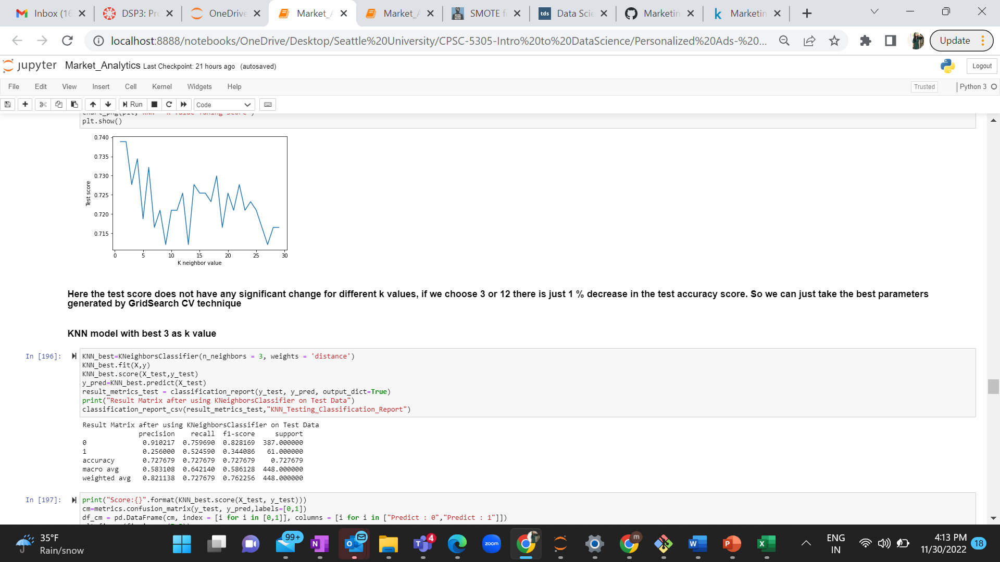 Inbox (16
DSP3: Pr
OneDrive
Market_A
Market_A
SMOTE f
tds
Data Scie
Marketin
k
Marketin
localhost:8888/notebooks/OneDrive/Desktop/Seattle%20University/CPSC-5305-Intro%20to%20DataScience/Personalized%20Ads-%20...
Update
jupyter Market_Analytics Last Checkpoint: 21 hours ago (autosaved)
Logout
File Edit View Insert Cell Kernel Widgets Help
Trusted Python 3
Run Code
plt.show()
0.740
0.735
0.730
0.725
0.720
0.715
Test score
0 5 10 15 20 25 30
K neighbor value
Here the test score does not have any significant change for different k values, if we choose 3 or 12 there is just 1 % decrease in the test accuracy score. So we can just take the best parameters
generated by GridSearch CV technique
KNN model with best 3 as k value
In [196]: KNN_best=KNeighborsClassifier(n_neighbors = 3, weights = 'distance')
KNN_best.fit(X,y)
KNN_best.score(X_test,y_test)
y_pred=KNN_best.predict(X_test)
result_metrics_test = classification_report(y_test, y_pred, output_dict=True)
print("Result Matrix after using KNeighborsClassifier on Test Data")
classification_report_csv(result_metrics_test,"KNN_Testing_Classification_Report")
Result Matrix after using KNeighborsClassifier on Test Data
precision recall f1-score support
0 0.910217 0.759690 0.828169 387.000000
1 0.256000 0.524590 0.344086 61.000000
accuracy 0.727679 0.727679 0.727679 0.727679
macro avg 0.583108 0.642140 0.586128 448.000000
weighted avg 0.821138 0.727679 0.762256 448.000000
In [197]: print("Score:{}".format(KNN_best.score(X_test, y_test)))
cm=metrics.confusion_matrix(y_test, y_pred,labels=[0,1])
df_cm = pd.DataFrame(cm, index = [i for i in [0,1]], columns = [i for i in ["Predict : 0","Predict : 1"]])
35°F
Rain/snow
99+
N
O
T
4
zoom
m
W
P
X
ENG
IN
4:13 PM
11/30/2022
18